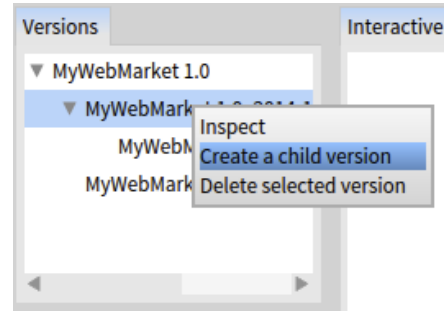 Versions
Interactive
MyWebMarket 1.0
MyWebMark
MyWebM
MyWebMark
Inspect
Create a child version
Delete selected version